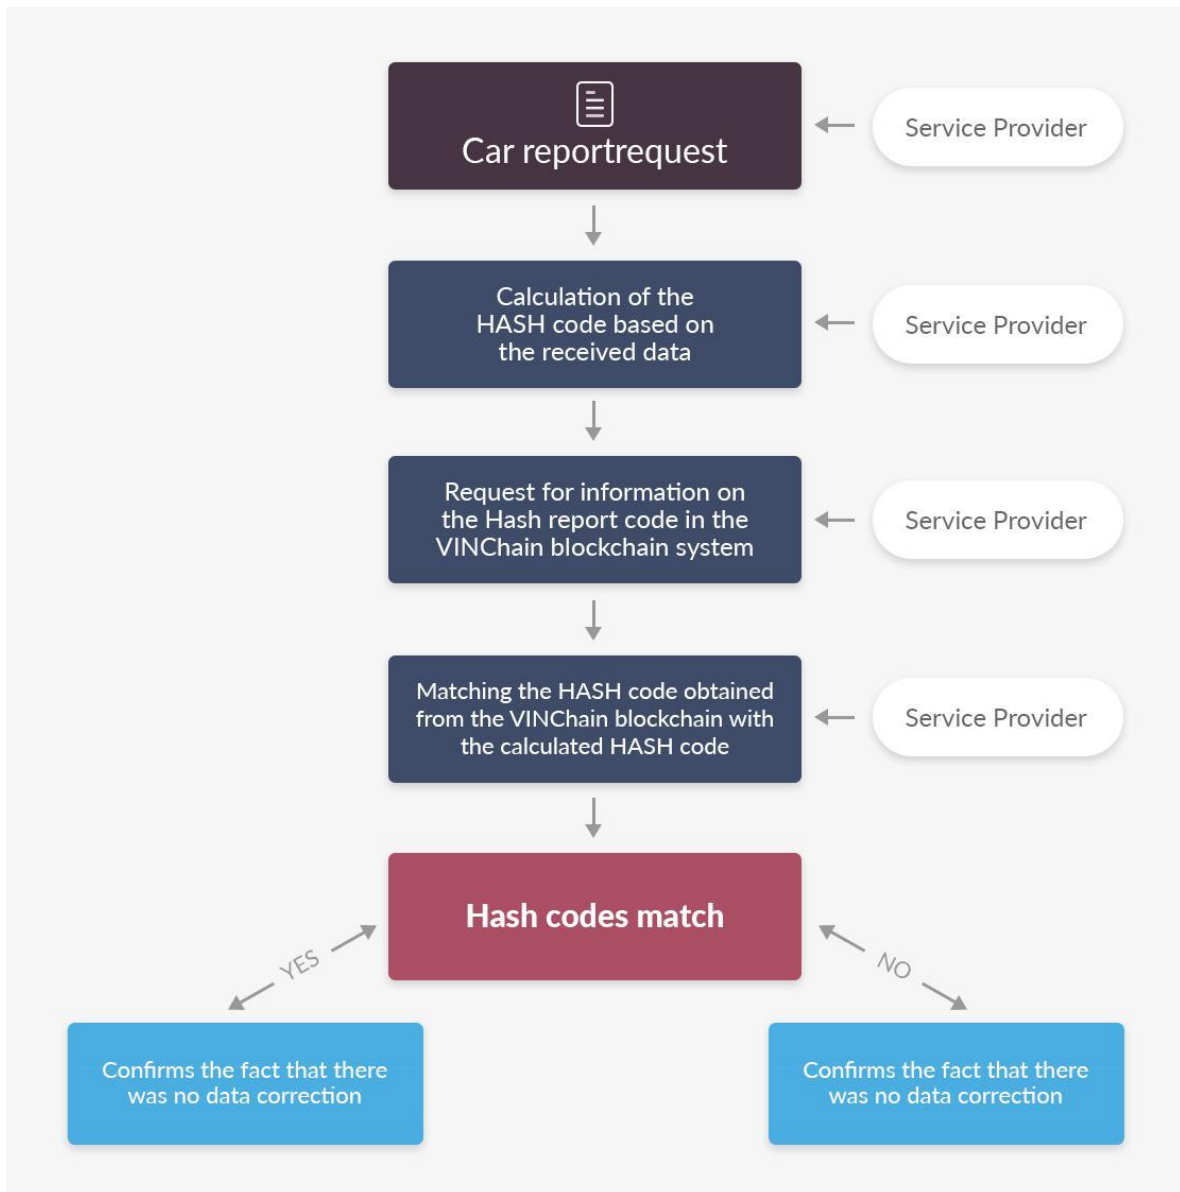 Car reportrequest
Service Provider
Calculation of the
HASH code based on
the received data
Service Provider
Request for information on
the Hash report code in the
VINChain blockchain system
Service Provider
Matching the HASH code obtained
from the VINChain blockchain with
the calculated HASH code
Service Provider
Hash codes match
YES
NO
Confirms the fact that there
was no data correction
Confirms the fact that there
was no data correction